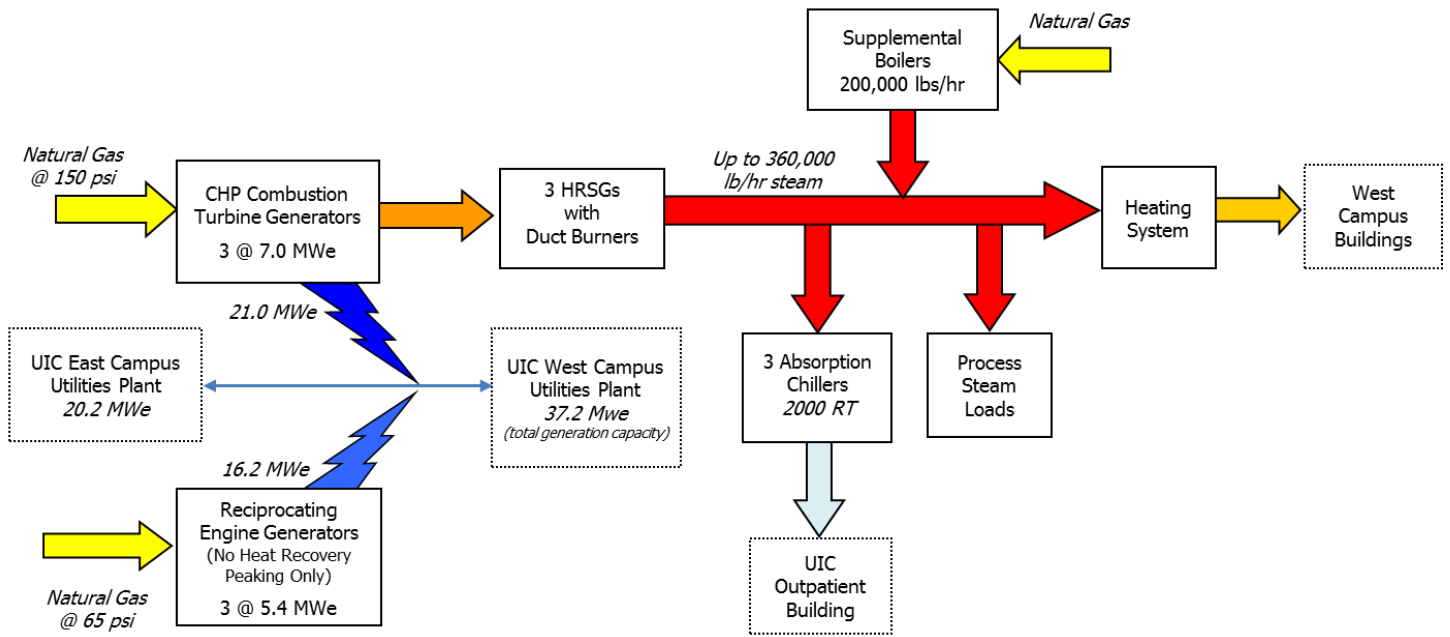 Natural Gas
Supplemental
Boilers
200,000 lbs/hr
Natural Gas
@ 150 psi
CHP Combustion
Turbine Generators
3 @ 7.0 MWe
3 HRSGs
with
Duct Burners
Up to 360,000
lb/hr steam
Heating
System
West
Campus
Buildings
21.0 MWe
UIC East Campus
Utilities Plant
20.2 MWe
UIC West Campus
Utilities Plant
37.2 Mwe
(total generation capacity)
3 Absorption
Chillers
2000 RT
Process
Steam
Loads
16.2 MWe
Reciprocating
Engine Generators
(No Heat Recovery
Peaking Only)
3 @ 5.4 MWe
Natural Gas
@ 65 psi
UIC
Outpatient
Building